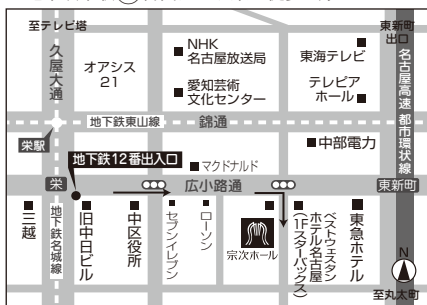 至テレビ塔
久屋大通
オアシス
21
NHK
名古屋放送局
愛知芸術
文化センター
東海テレビ
テレピア
ホール
東新町
出口
名古屋高速 都市環状線
地下鉄東山線
錦通
栄駅
地下鉄12番出入口
中部電力
マクドナルド
栄
広小路通
東新町
三越
地下鉄名城線
旧中日ビル
中区役所
セブンイレブン
ローソン
宗次ホール
ベストウェスタン
ホテル名古屋
(1Fスターバックス)
東急ホテル
N
至丸太町